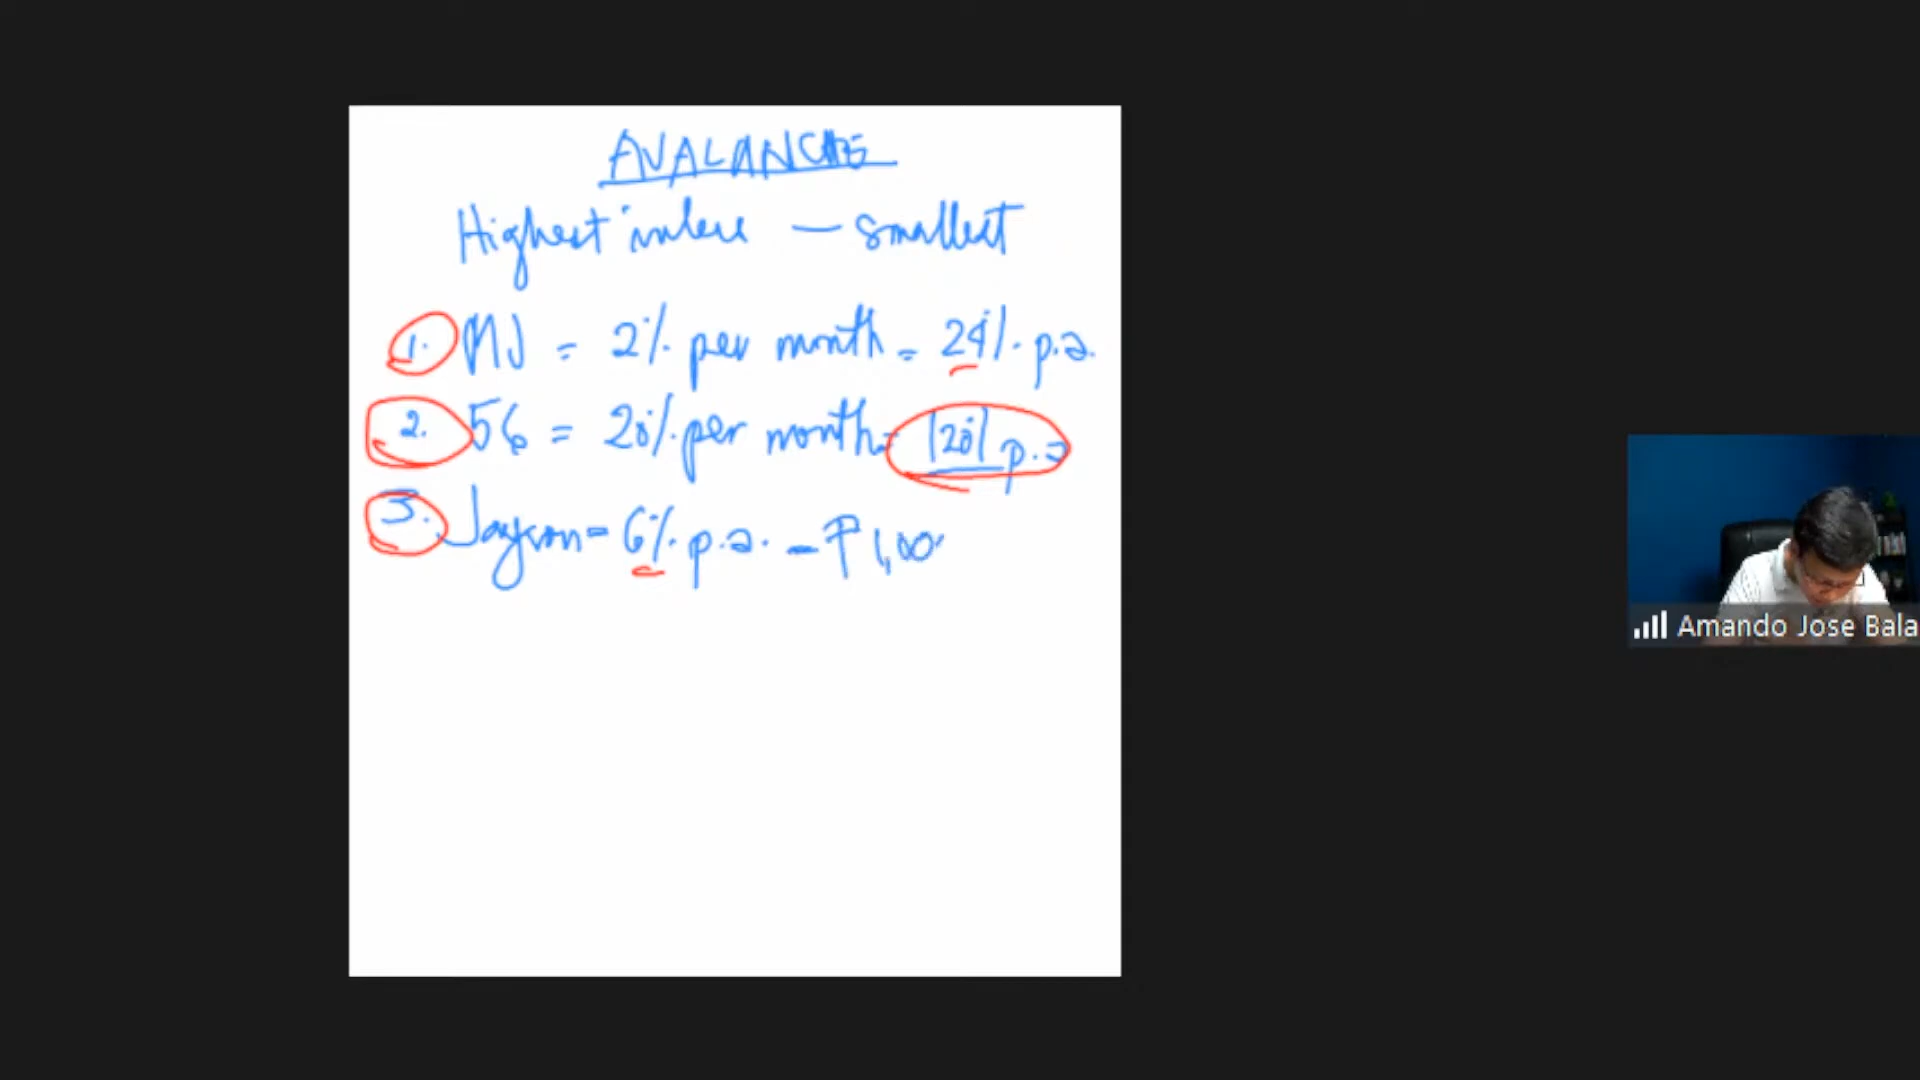 AVALANCHE
Highest — smallest
1. MJ = 2% per month = 24% p.a.
2. 56 = 20% per month = 120% p.a
3. Jayson = 6% p.a. — ₱1,00
Amando Jose Bala